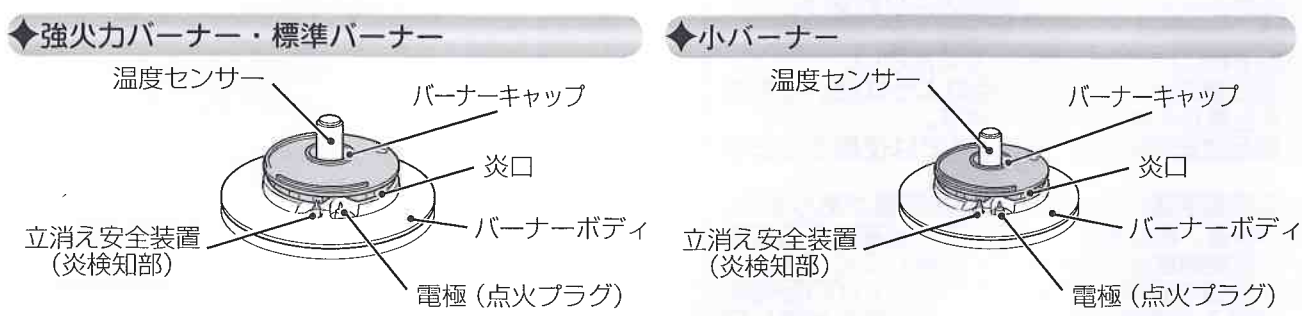 ◆強火力バーナー・標準バーナー
温度センサー
バーナーキャップ
炎口
バーナーボディ
立消え安全装置
（炎検知部）
電極（点火プラグ）
◆小バーナー
温度センサー
バーナーキャップ
炎口
バーナーボディ
立消え安全装置
（炎検知部）
電極（点火プラグ）